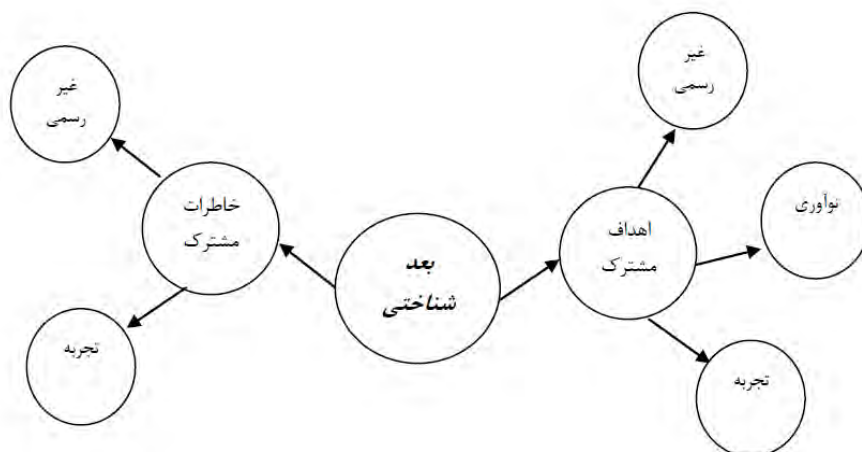 غیر
رسمی
نوآوری
اهداف
مشترک
تجربه
بعد
شناختی
غیر
رسمی
خاطرات
مشترک
تجربه